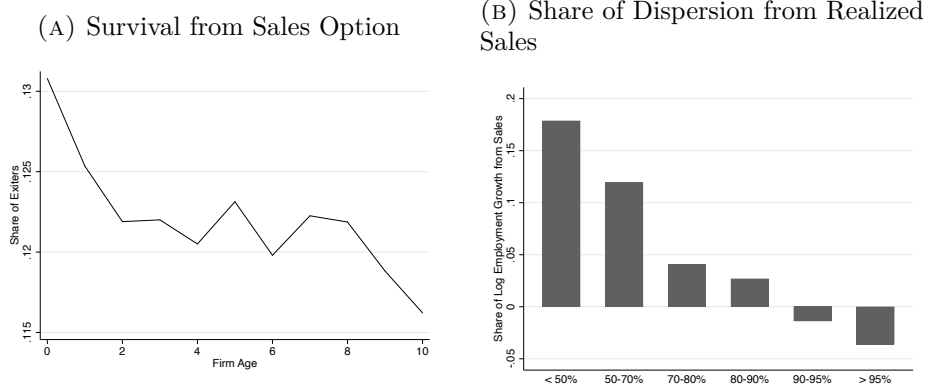 (A) Survival from Sales Option
Share of Exiters
.13
.125
.12
.115
0 2 4 6 8 10
Firm Age
(B) Share of Dispersion from Realized
Sales
Share of Log Employment Growth from Sales
.2
.15
.1
.05
0
-.05
< 50% 50-70% 70-80% 80-90% 90-95% > 95%